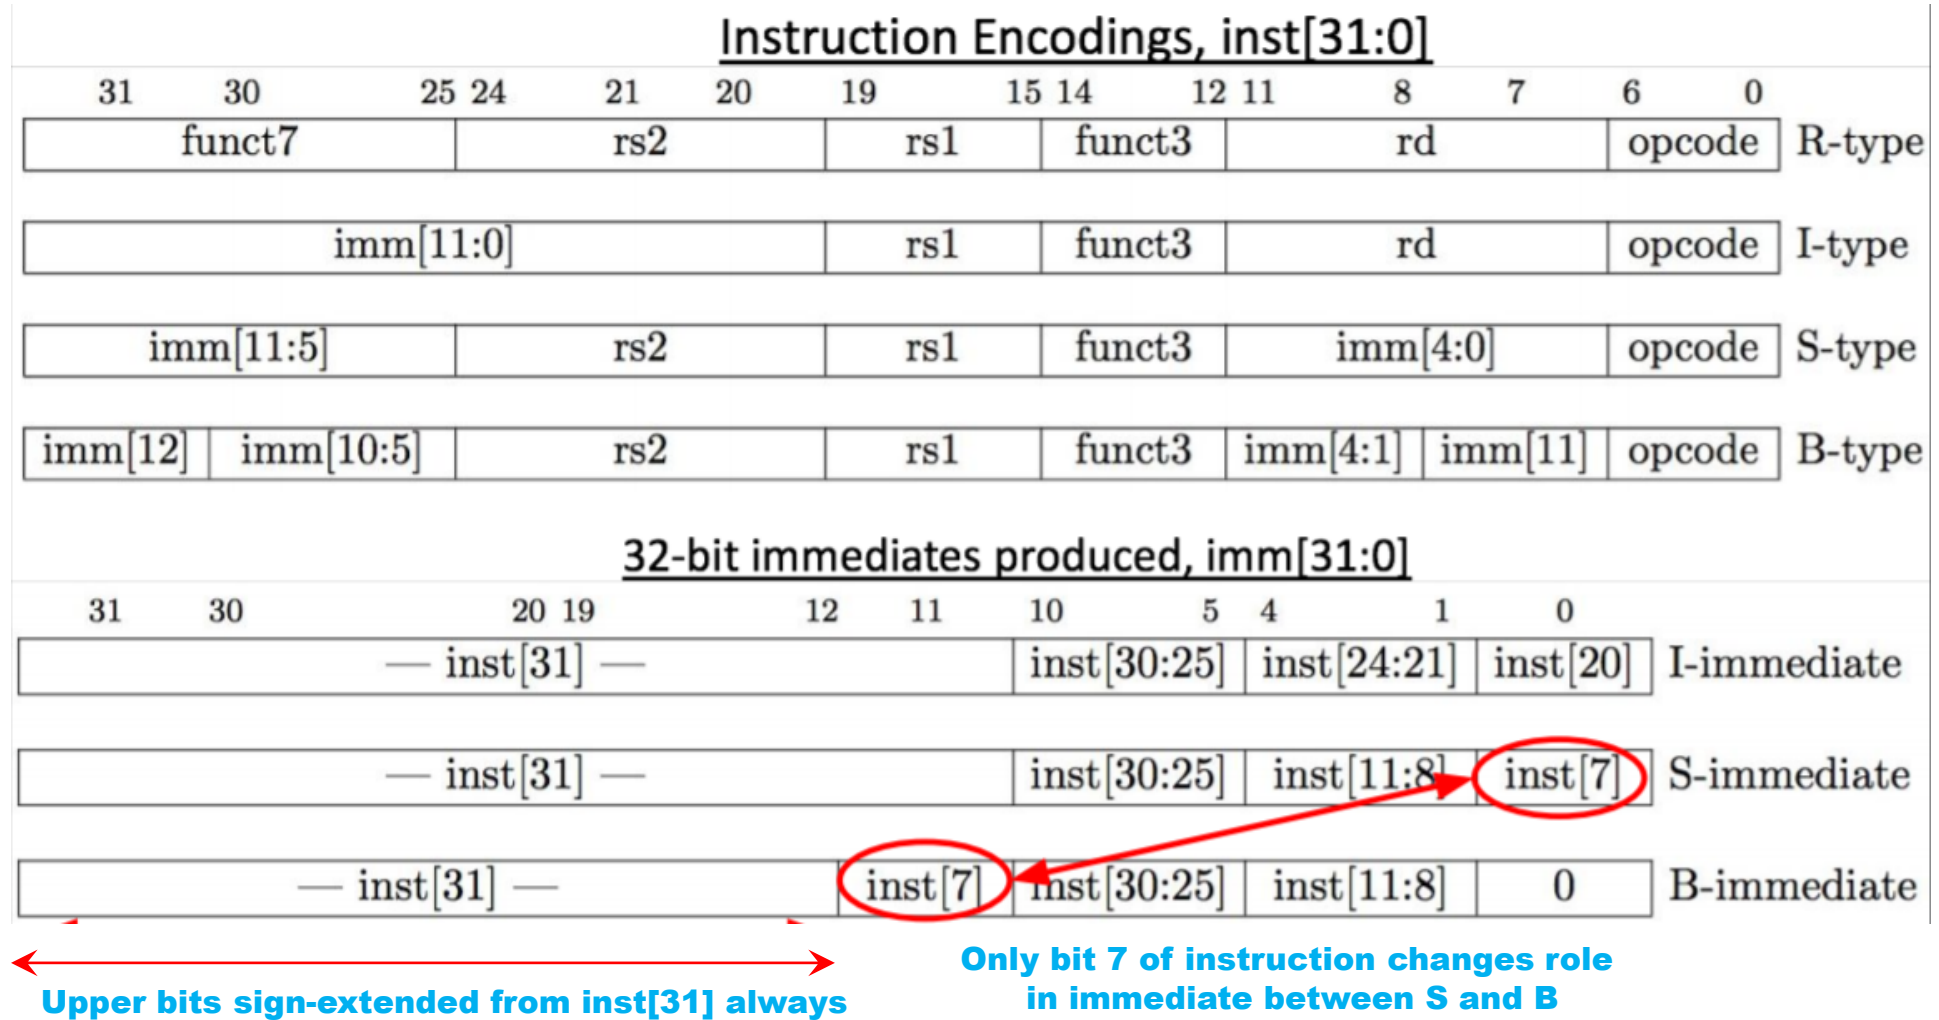 Instruction Encodings, inst[31:0]
31 30 25 24 21 20 19 15 14 12 11 8 7 6 0
funct7 rs2 rs1 funct3 rd opcode R-type
imm[11:0] rs1 funct3 rd opcode I-type
imm[11:5] rs2 rs1 funct3 imm[4:0] opcode S-type
imm[12] imm[10:5] rs2 rs1 funct3 imm[4:1] imm[11] opcode B-type
32-bit immediates produced, imm[31:0]
31 30 20 19 12 11 10 5 4 1 0
— inst[31] — inst[30:25] inst[24:21] inst[20] I-immediate
— inst[31] — inst[30:25] inst[11:8] inst[7] S-immediate
— inst[31] — inst[7] inst[30:25] inst[11:8] 0 B-immediate
Only bit 7 of instruction changes role
in immediate between S and B
Upper bits sign-extended from inst[31] always